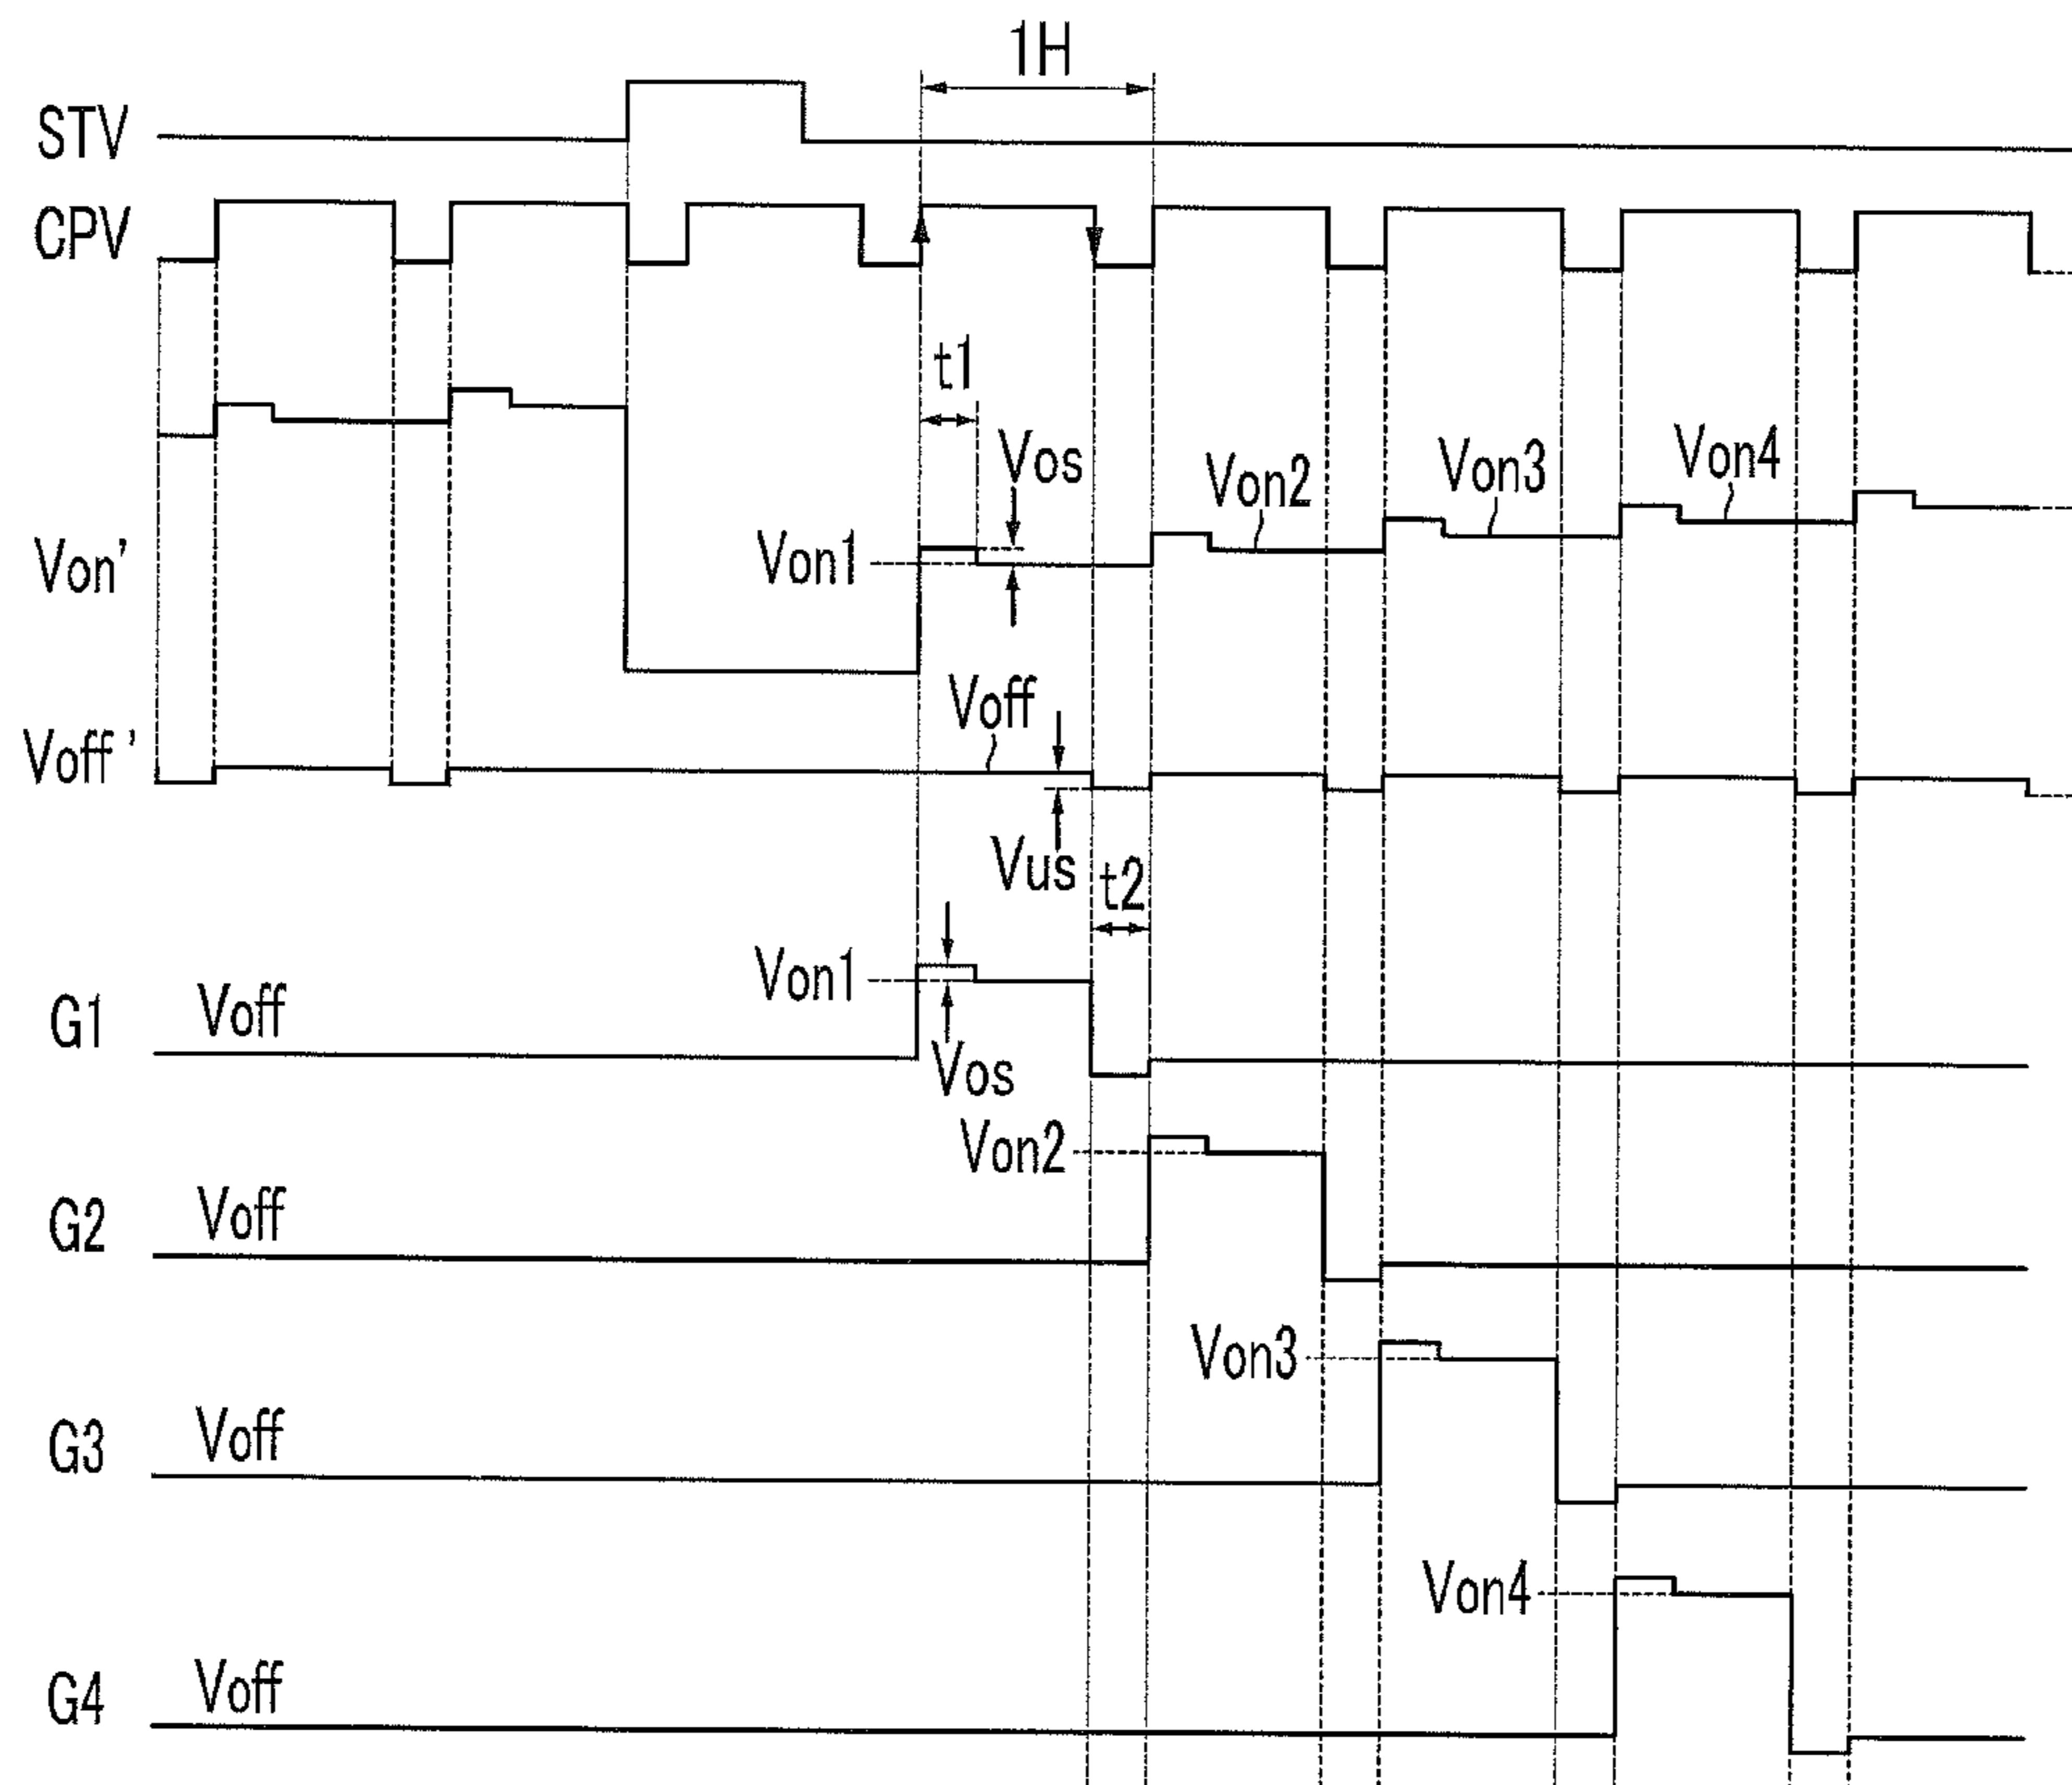 1H
STV
CPV
t1
Vos
Von2
Von3
Von4
Von1
Von'
Voff
Voff'
Vus
t2
Von1
G1
Voff
Vos
Von2
G2
Voff
Von3
G3
Voff
Von4
G4
Voff